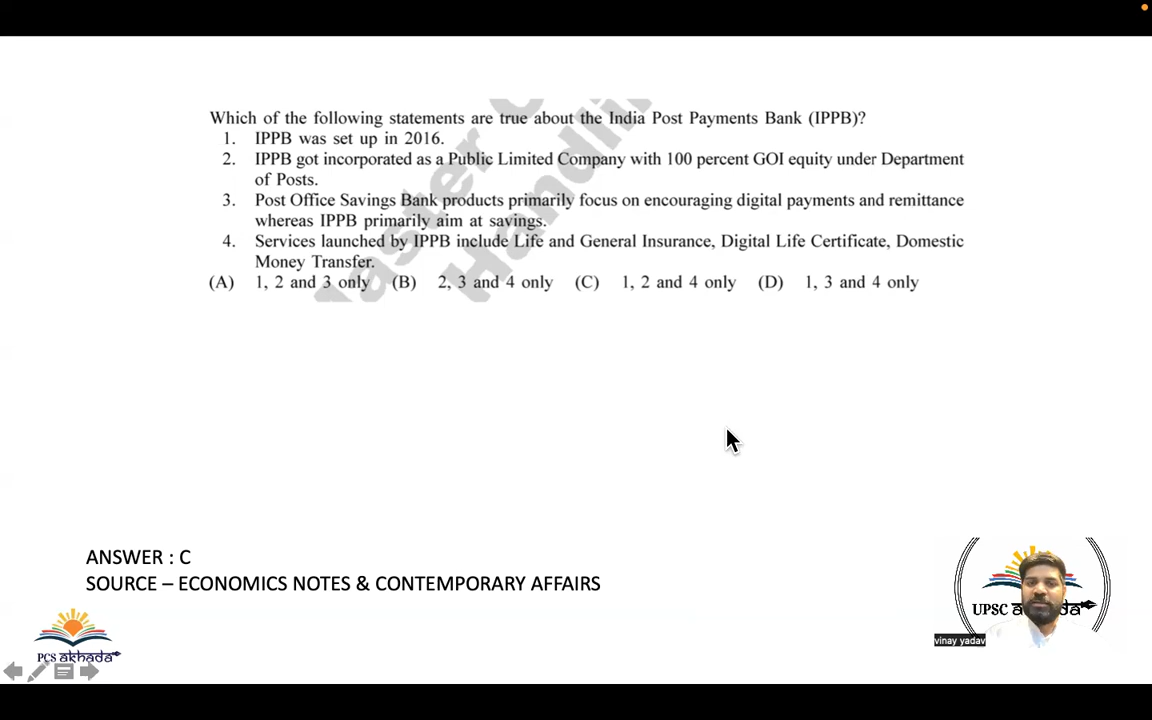 Which of the following statements are true about the India Post Payments Bank (IPPB)?
1. IPPB was set up in 2016.
2. IPPB got incorporated as a Public Limited Company with 100 percent GOI equity under Department
of Posts.
3. Post Office Savings Bank products primarily focus on encouraging digital payments and remittance
whereas IPPB primarily aim at savings.
4. Services launched by IPPB include Life and General Insurance, Digital Life Certificate, Domestic
Money Transfer.
(A) 1, 2 and 3 only (B) 2, 3 and 4 only (C) 1, 2 and 4 only (D) 1, 3 and 4 only
ANSWER : C
SOURCE – ECONOMICS NOTES & CONTEMPORARY AFFAIRS
UPSC
vinay yadav
PCS akhada